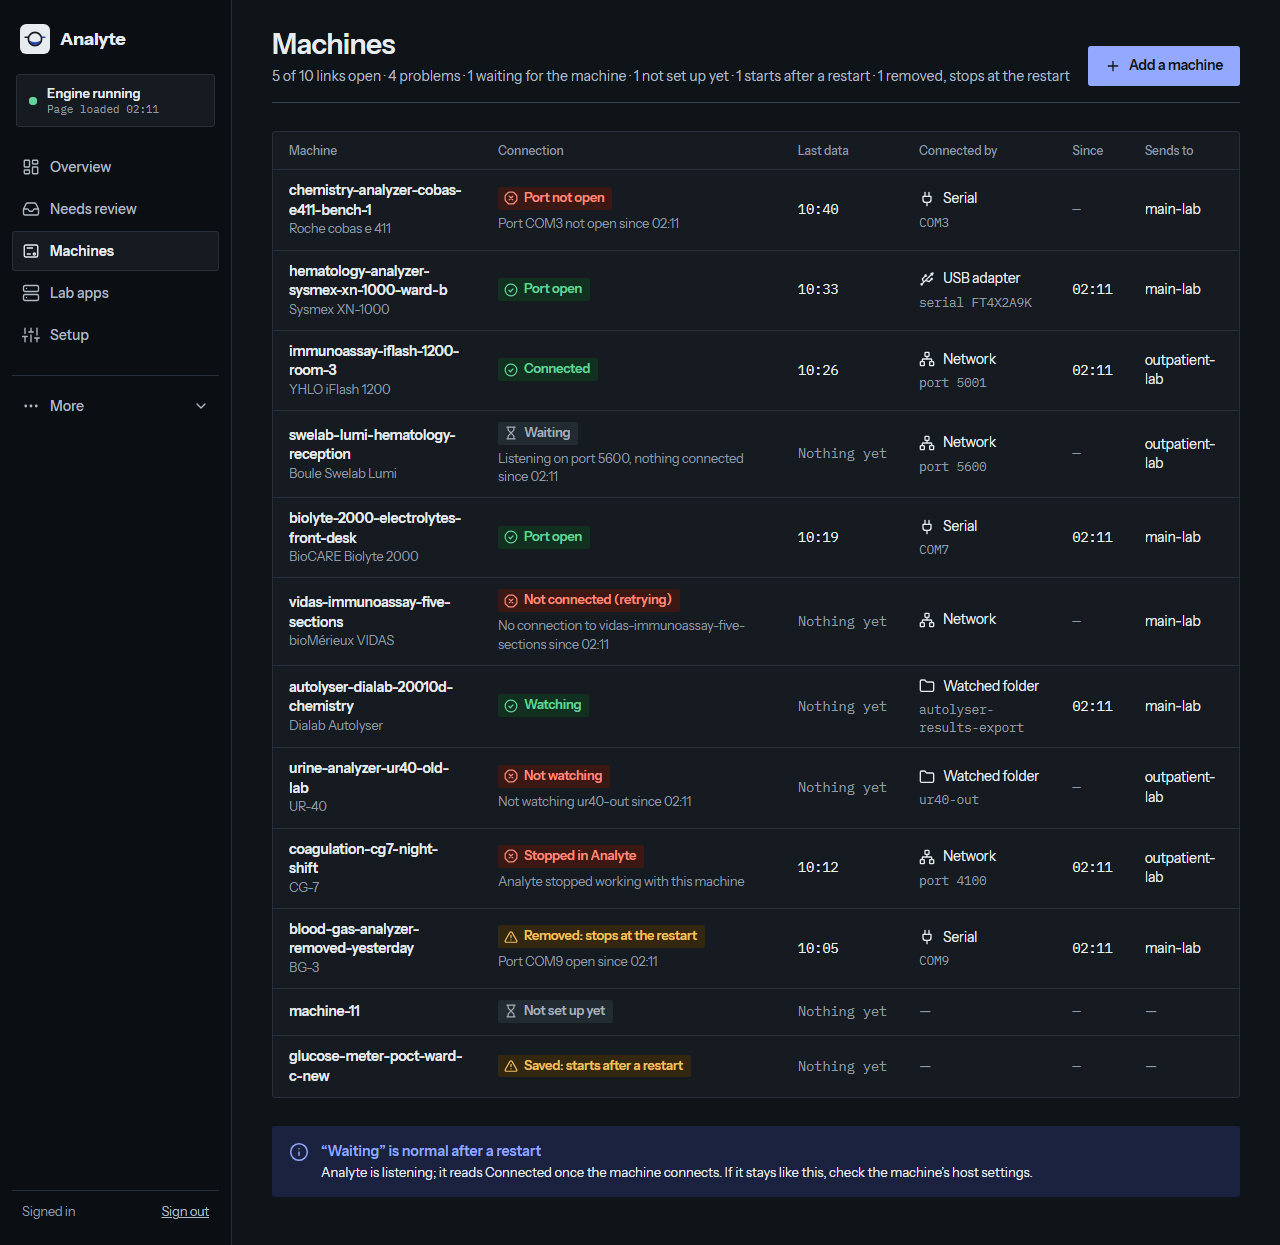 Analyte
Engine running
Page loaded 02:11
Overview
Needs review
Machines
Lab apps
Setup
More
Signed in
Sign out
Machines
5 of 10 links open · 4 problems · 1 waiting for the machine · 1 not set up yet · 1 starts after a restart · 1 removed, stops at the restart
Add a machine
Machine Connection Last data Connected by Since Sends to
chemistry-analyzer-cobas-
e411-bench-1
Roche cobas e 411
Port not open
Port COM3 not open since 02:11
10:40
Serial
COM3
—
main-lab
hematology-analyzer-
sysmex-xn-1000-ward-b
Sysmex XN-1000
Port open
10:33
USB adapter
serial FT4X2A9K
02:11
main-lab
immunoassay-iflash-1200-
room-3
YHLO iFlash 1200
Connected
10:26
Network
port 5001
02:11
outpatient-
lab
swelab-lumi-hematology-
reception
Boule Swelab Lumi
Waiting
Listening on port 5600, nothing connected
since 02:11
Nothing yet
Network
port 5600
—
outpatient-
lab
biolyte-2000-electrolytes-
front-desk
BioCARE Biolyte 2000
Port open
10:19
Serial
COM7
02:11
main-lab
vidas-immunoassay-five-
sections
bioMérieux VIDAS
Not connected (retrying)
No connection to vidas-immunoassay-five-
sections since 02:11
Nothing yet
Network
—
main-lab
autolyser-dialab-20010d-
chemistry
Dialab Autolyser
Watching
Nothing yet
Watched folder
autolyser-
results-export
02:11
main-lab
urine-analyzer-ur40-old-
lab
UR-40
Not watching
Not watching ur40-out since 02:11
Nothing yet
Watched folder
ur40-out
—
outpatient-
lab
coagulation-cg7-night-
shift
CG-7
Stopped in Analyte
Analyte stopped working with this machine
10:12
Network
port 4100
02:11
outpatient-
lab
blood-gas-analyzer-
removed-yesterday
BG-3
Removed: stops at the restart
Port COM9 open since 02:11
10:05
Serial
COM9
02:11
main-lab
machine-11
Not set up yet
Nothing yet
—
—
—
glucose-meter-poct-ward-
c-new
Saved: starts after a restart
Nothing yet
—
—
—
“Waiting” is normal after a restart
Analyte is listening; it reads Connected once the machine connects. If it stays like this, check the machine’s host settings.